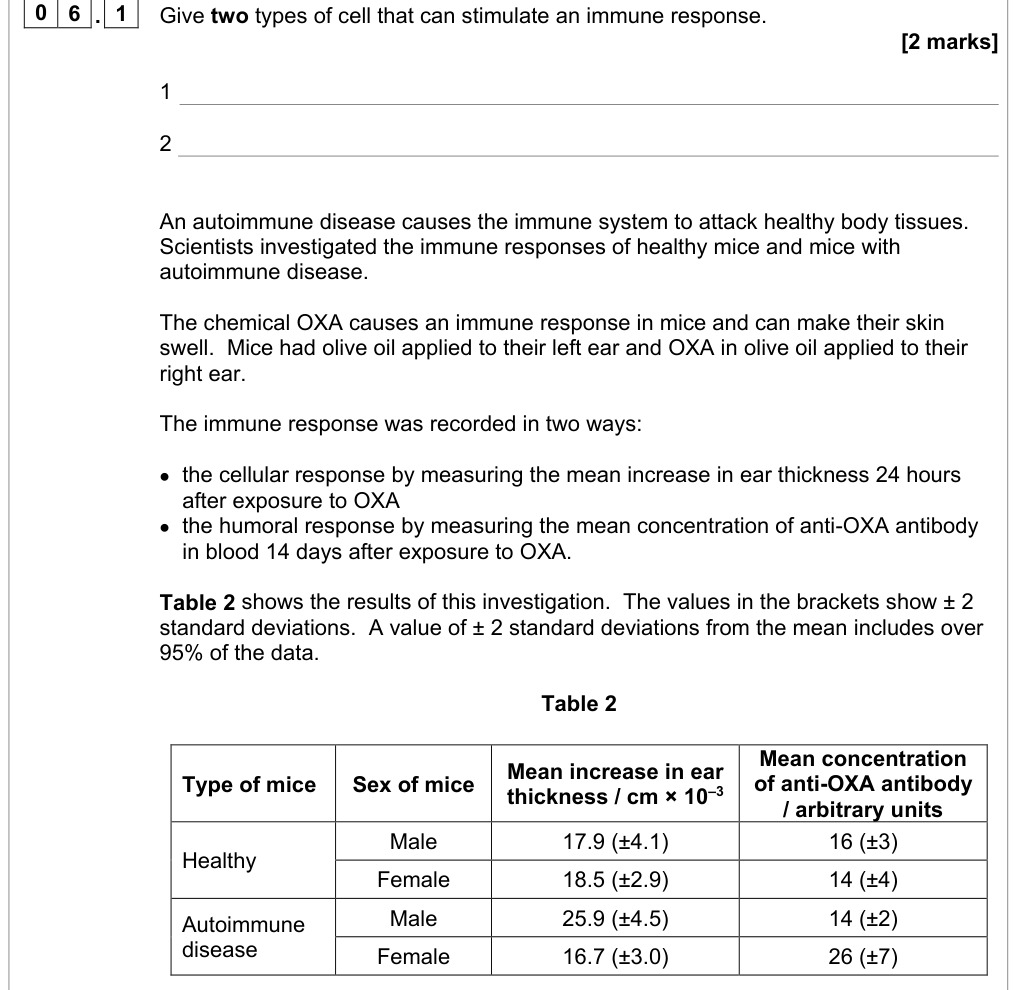 0 6 . 1 Give two types of cell that can stimulate an immune response.
[2 marks]
1
2
An autoimmune disease causes the immune system to attack healthy body tissues.
Scientists investigated the immune responses of healthy mice and mice with
autoimmune disease.
The chemical OXA causes an immune response in mice and can make their skin
swell. Mice had olive oil applied to their left ear and OXA in olive oil applied to their
right ear.
The immune response was recorded in two ways:
• the cellular response by measuring the mean increase in ear thickness 24 hours
after exposure to OXA
• the humoral response by measuring the mean concentration of anti-OXA antibody
in blood 14 days after exposure to OXA.
Table 2 shows the results of this investigation. The values in the brackets show ± 2
standard deviations. A value of ± 2 standard deviations from the mean includes over
95% of the data.
Table 2
Type of mice Sex of mice Mean increase in ear thickness / cm × 10⁻³ Mean concentration of anti-OXA antibody / arbitrary units
Healthy Male 17.9 (±4.1) 16 (±3)
Female 18.5 (±2.9) 14 (±4)
Autoimmune disease Male 25.9 (±4.5) 14 (±2)
Female 16.7 (±3.0) 26 (±7)